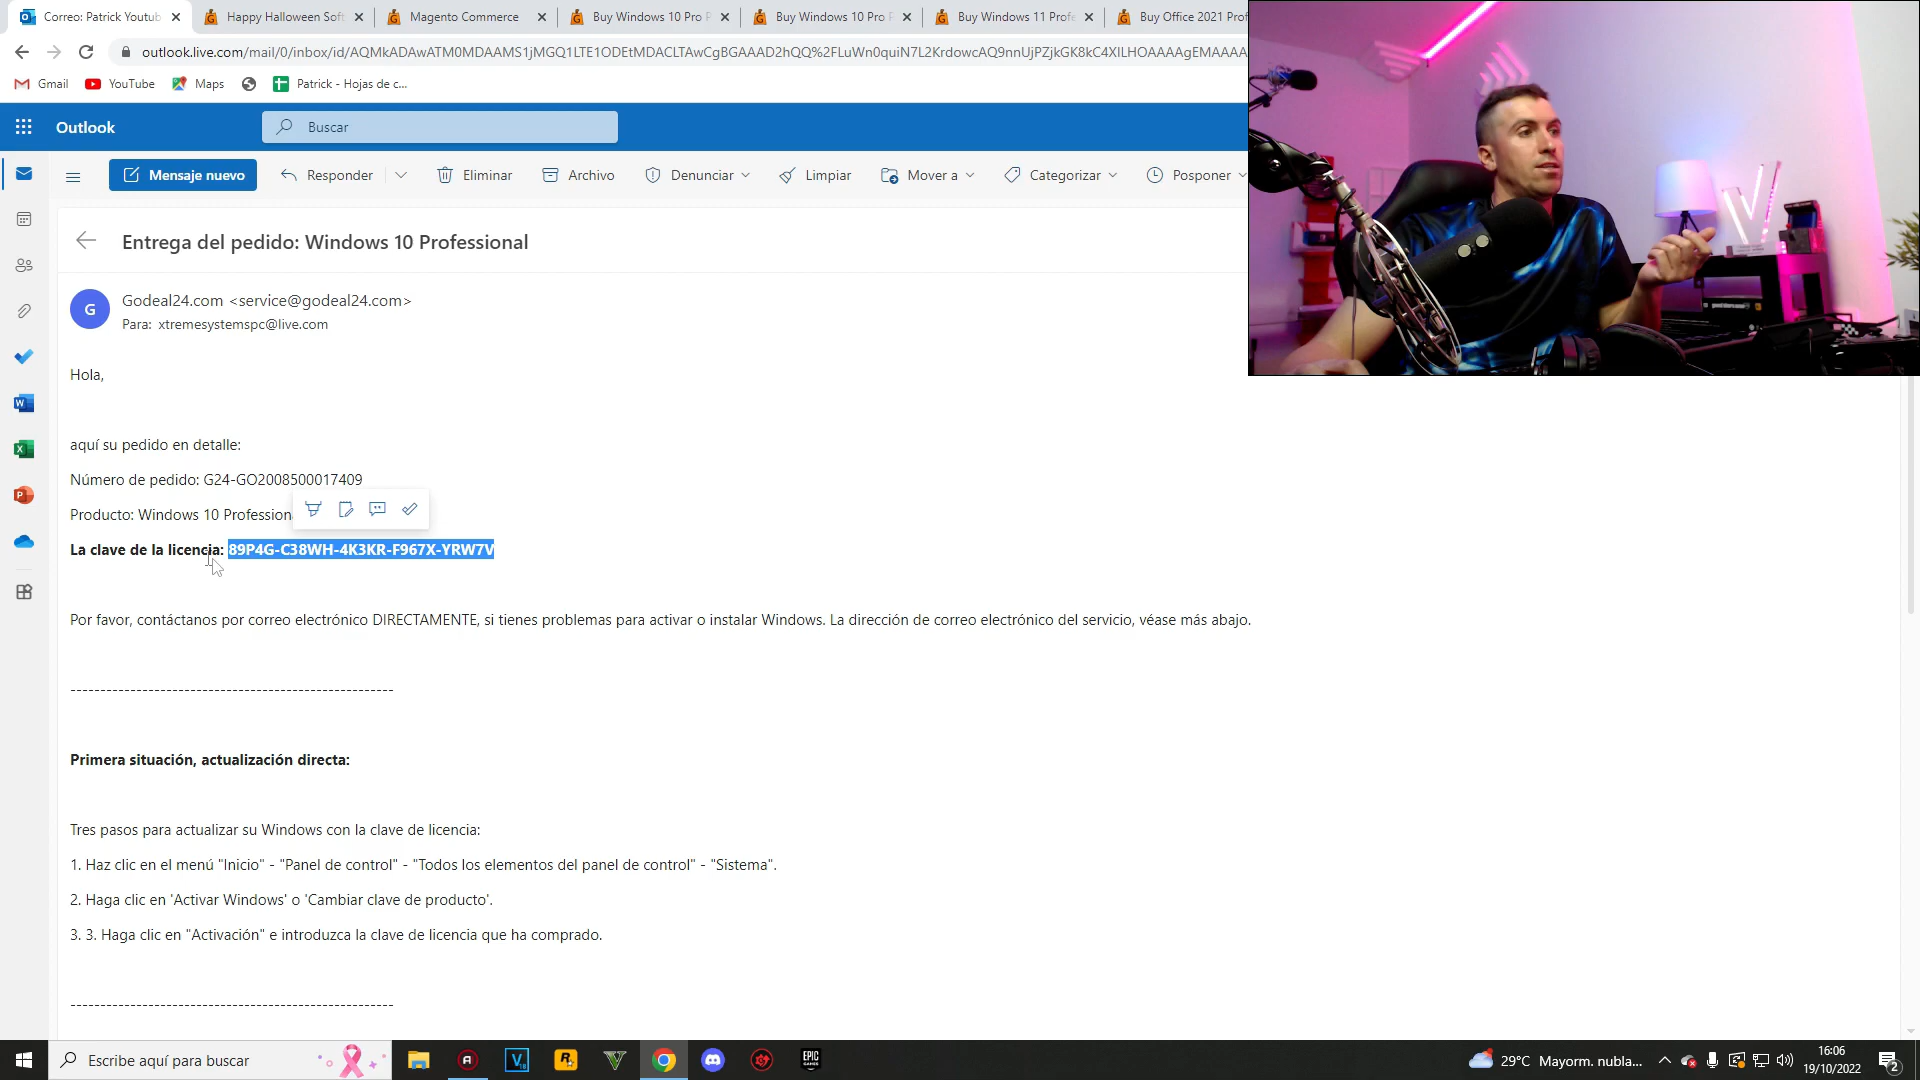 Correo: Patrick Youtub
Happy Halloween Soft
Magento Commerce
Buy Windows 10 Pro P
Buy Windows 10 Pro P
Buy Windows 11 Profe
Buy Office 2021 Prof
outlook.live.com/mail/0/inbox/id/AQMkADAwATM0MDAAMS1jMGQ1LTE1ODEtMDACLTAwCgBGAAAD2hQQ%2FLuWn0quiN7L2KrdowcAQ9nnUjPZjkGK8kC4XILHOAAAAgEMAAAA
Gmail
YouTube
Maps
Patrick - Hojas de c...
Outlook
Buscar
Mensaje nuevo
Responder
Eliminar
Archivo
Denunciar
Limpiar
Mover a
Categorizar
Posponer
Entrega del pedido: Windows 10 Professional
G
Godeal24.com <service@godeal24.com>
Para: xtremesystemspc@live.com
Hola,
aquí su pedido en detalle:
Número de pedido: G24-GO2008500017409
Producto: Windows 10 Profession
La clave de la licencia: 89P4G-C38WH-4K3KR-F967X-YRW7V
Por favor, contáctanos por correo electrónico DIRECTAMENTE, si tienes problemas para activar o instalar Windows. La dirección de correo electrónico del servicio, véase más abajo.
------------------------------------------------------
Primera situación, actualización directa:
Tres pasos para actualizar su Windows con la clave de licencia:
1. Haz clic en el menú "Inicio" - "Panel de control" - "Todos los elementos del panel de control" - "Sistema".
2. Haga clic en 'Activar Windows' o 'Cambiar clave de producto'.
3. 3. Haga clic en "Activación" e introduzca la clave de licencia que ha comprado.
------------------------------------------------------
Escribe aquí para buscar
EPIC
GAMES
29°C Mayorm. nubla...
16:06
19/10/2022
2